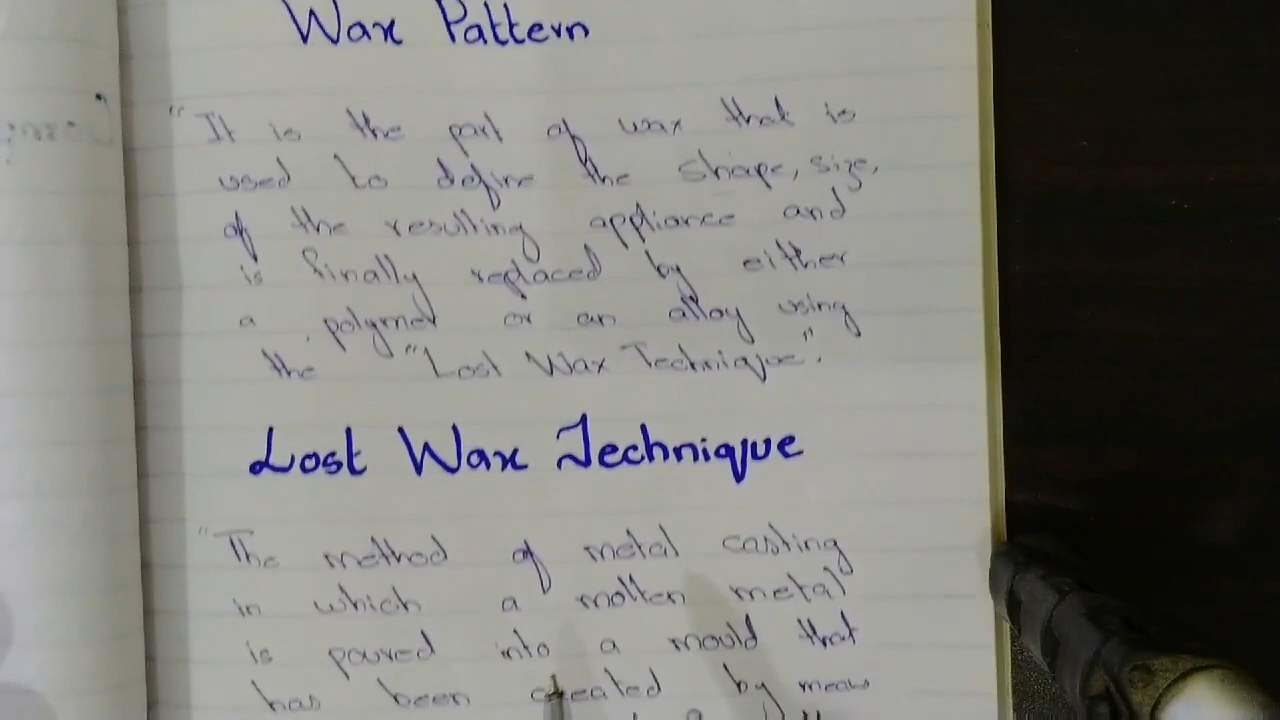 Wax Pattern
"It is the part of wax that is
used to define the shape, size,
of the resulting appliance and
is finally replaced by either
a polymer or an alloy using
the "Lost Wax Technique".
Lost Wax Technique
"The method of metal casting
in which a molten metal
is poured into a mould that
has been created by means